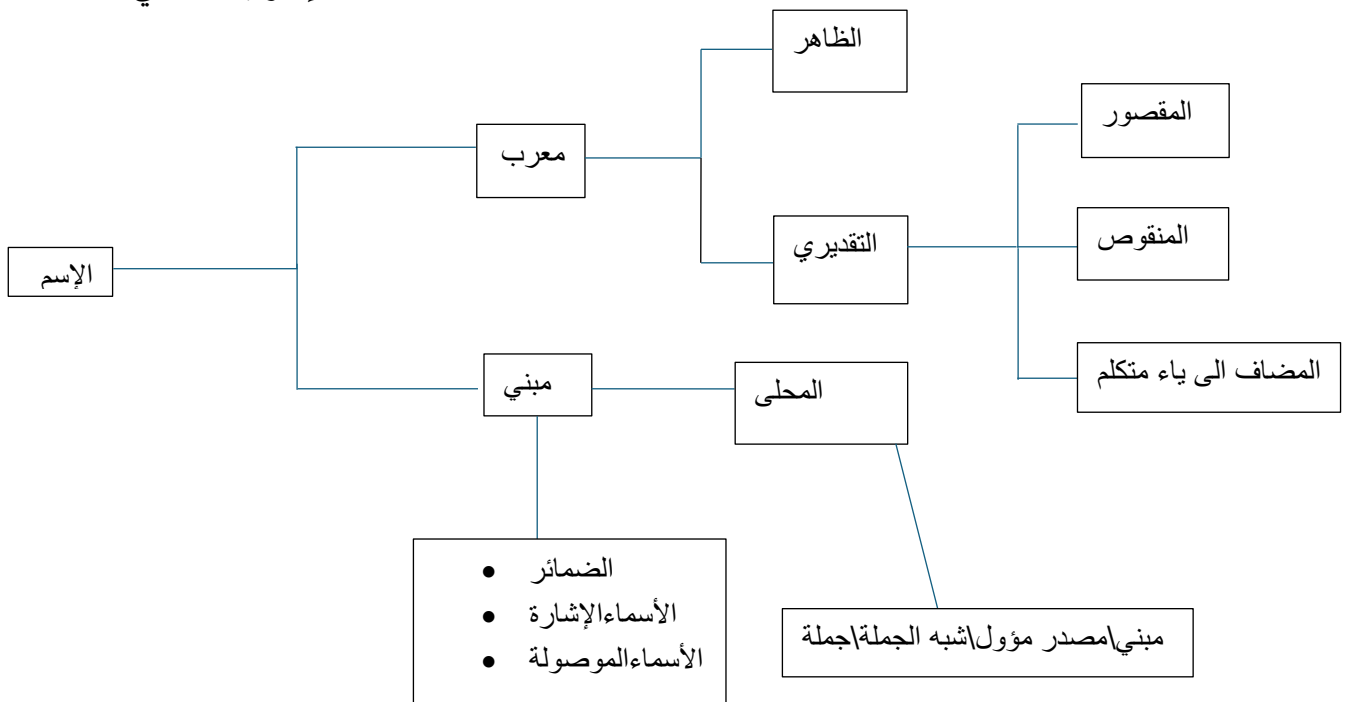 الظاهر
المقصور
معرب
المنقوص
التقديري
الإسم
المضاف الى ياء متكلم
مبني
المحلى
الضمائر
الأسماءالإشارة
الأسماءالموصولة
مبني\مصدر مؤول\شبه الجملة\جملة